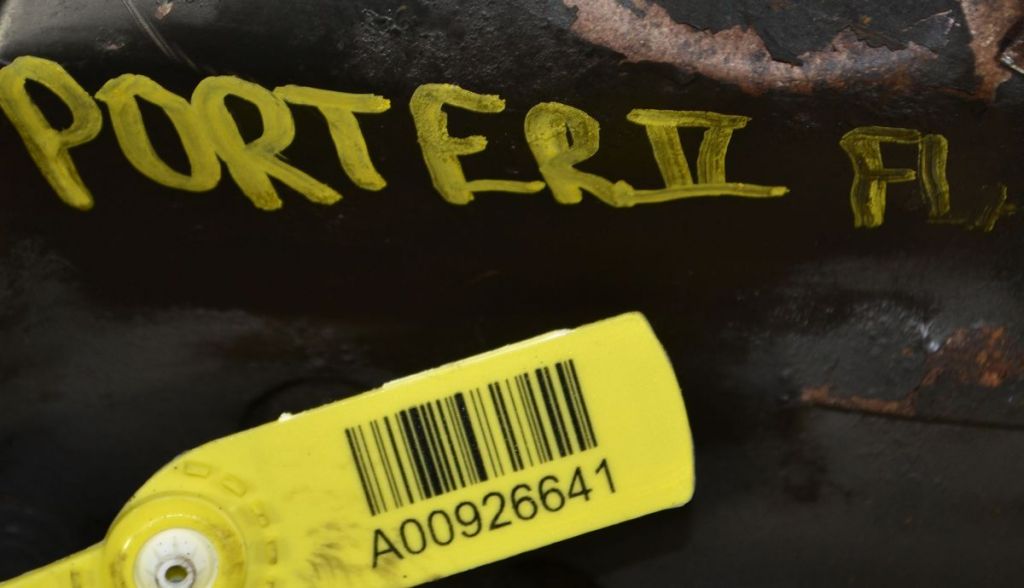 PORTER II FL
A00926641